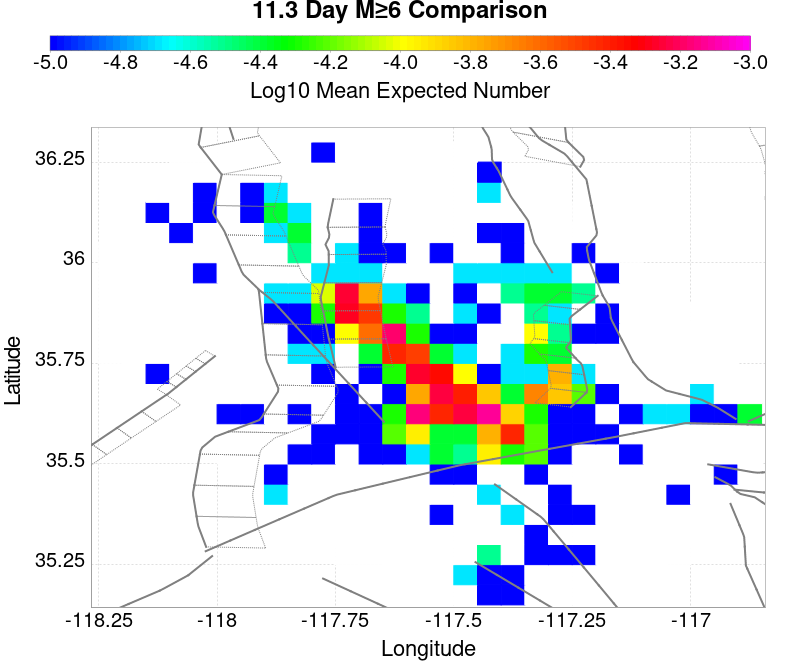 11.3 Day M≥6 Comparison
-5.0 -4.8 -4.6 -4.4 -4.2 -4.0 -3.8 -3.6 -3.4 -3.2 -3.0
Log10 Mean Expected Number
36.25
36
35.75
35.5
35.25
Latitude
-118.25 -118 -117.75 -117.5 -117.25 -117
Longitude